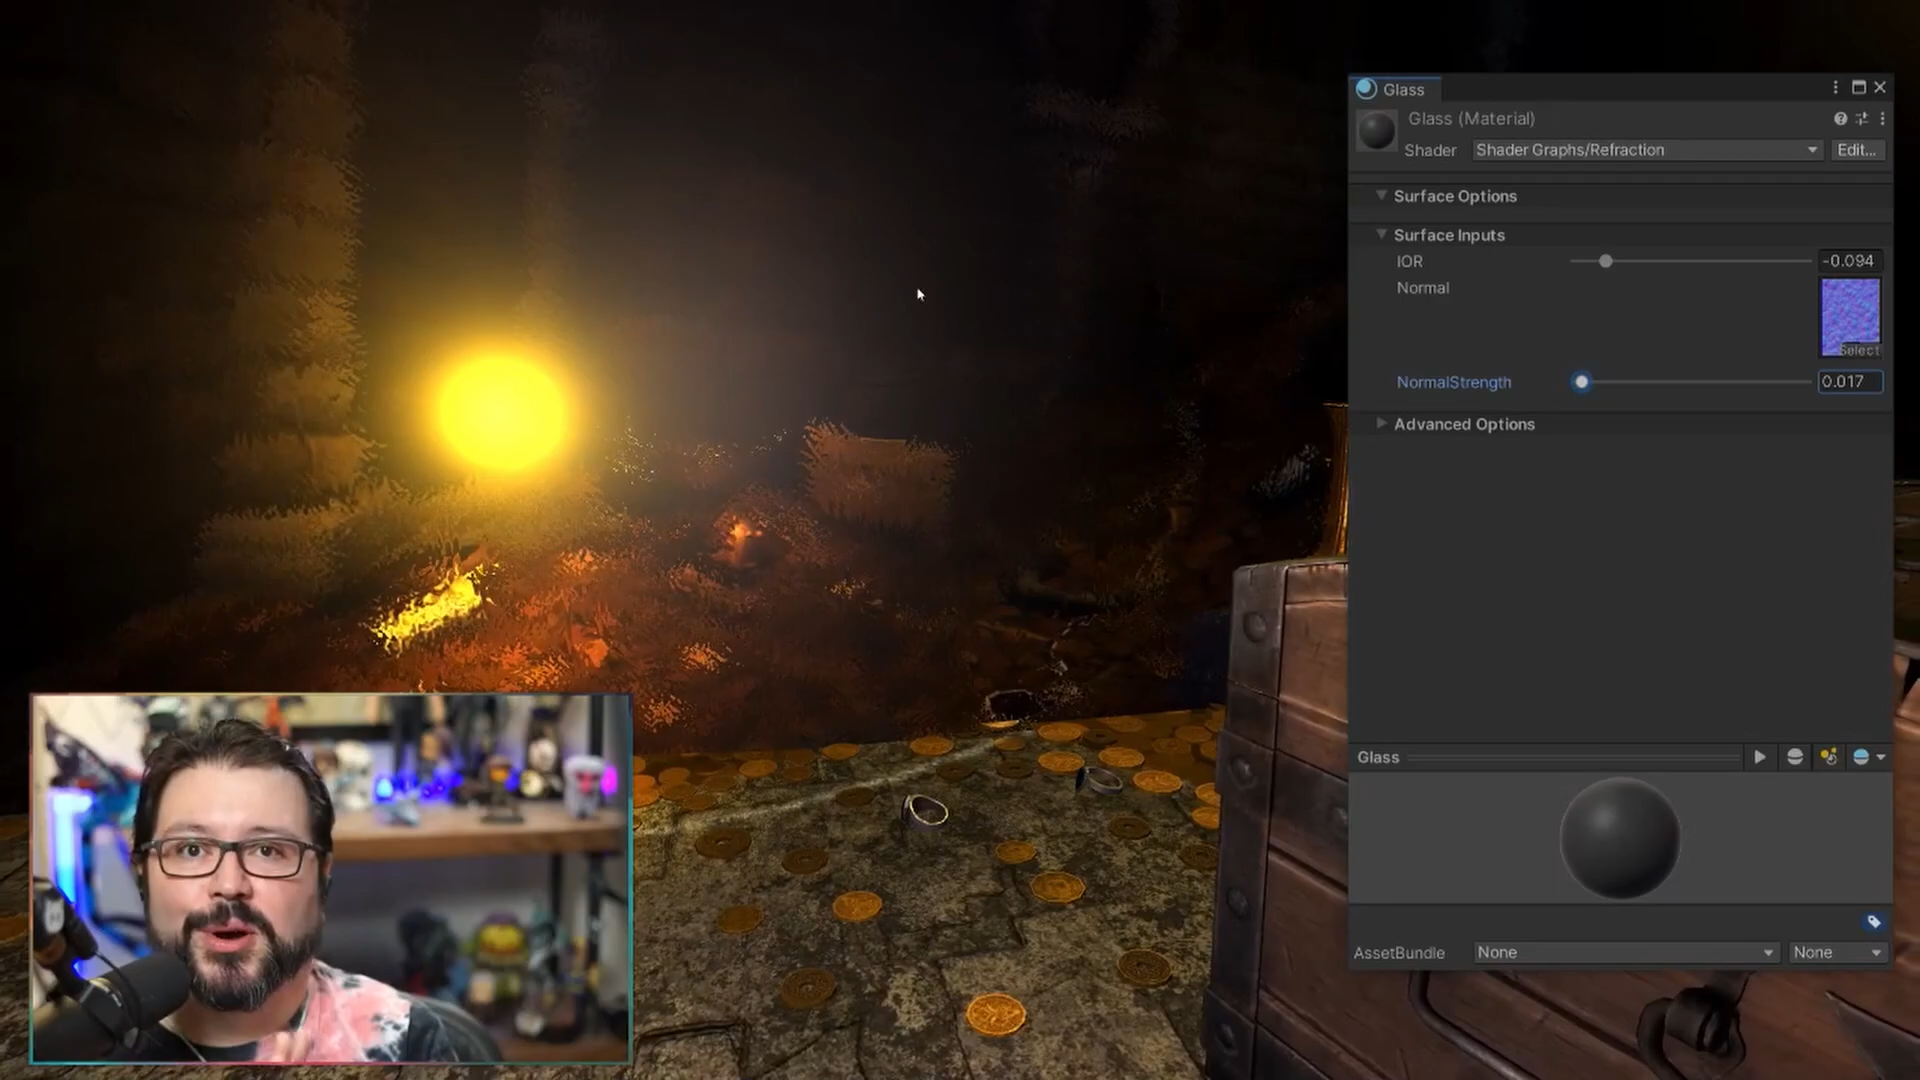 Glass
Glass (Material)
Shader Shader Graphs/Refraction Edit...
Surface Options
Surface Inputs
IOR -0.094
Normal
Select
NormalStrength 0.017
Advanced Options
Glass
AssetBundle None None